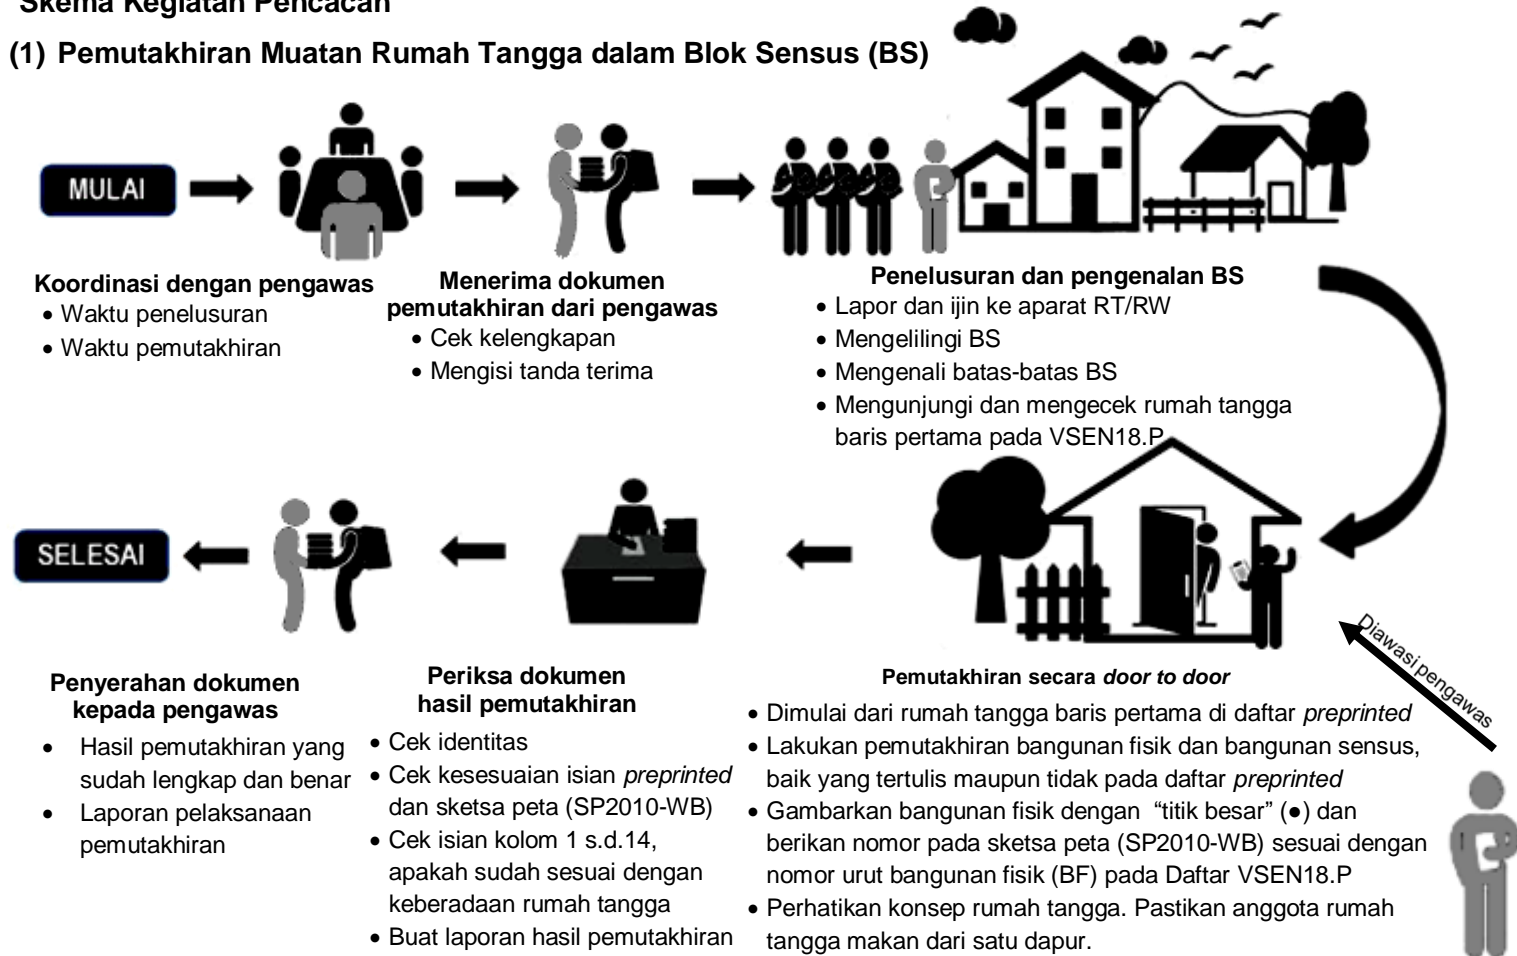 Skema Kegiatan Pencacah
(1) Pemutakhiran Muatan Rumah Tangga dalam Blok Sensus (BS)
MULAI
Koordinasi dengan pengawas
• Waktu penelusuran
• Waktu pemutakhiran
Menerima dokumen
pemutakhiran dari pengawas
• Cek kelengkapan
• Mengisi tanda terima
Penelusuran dan pengenalan BS
• Lapor dan ijin ke aparat RT/RW
• Mengelilingi BS
• Mengenali batas-batas BS
• Mengunjungi dan mengecek rumah tangga
baris pertama pada VSEN18.P
Diawasi pengawas
Pemutakhiran secara door to door
• Dimulai dari rumah tangga baris pertama di daftar preprinted
• Lakukan pemutakhiran bangunan fisik dan bangunan sensus,
baik yang tertulis maupun tidak pada daftar preprinted
• Gambarkan bangunan fisik dengan “titik besar” (●) dan
berikan nomor pada sketsa peta (SP2010-WB) sesuai dengan
nomor urut bangunan fisik (BF) pada Daftar VSEN18.P
• Perhatikan konsep rumah tangga. Pastikan anggota rumah
tangga makan dari satu dapur.
Periksa dokumen
hasil pemutakhiran
• Cek identitas
• Cek kesesuaian isian preprinted
dan sketsa peta (SP2010-WB)
• Cek isian kolom 1 s.d.14,
apakah sudah sesuai dengan
keberadaan rumah tangga
• Buat laporan hasil pemutakhiran
Penyerahan dokumen
kepada pengawas
• Hasil pemutakhiran yang
sudah lengkap dan benar
• Laporan pelaksanaan
pemutakhiran
SELESAI